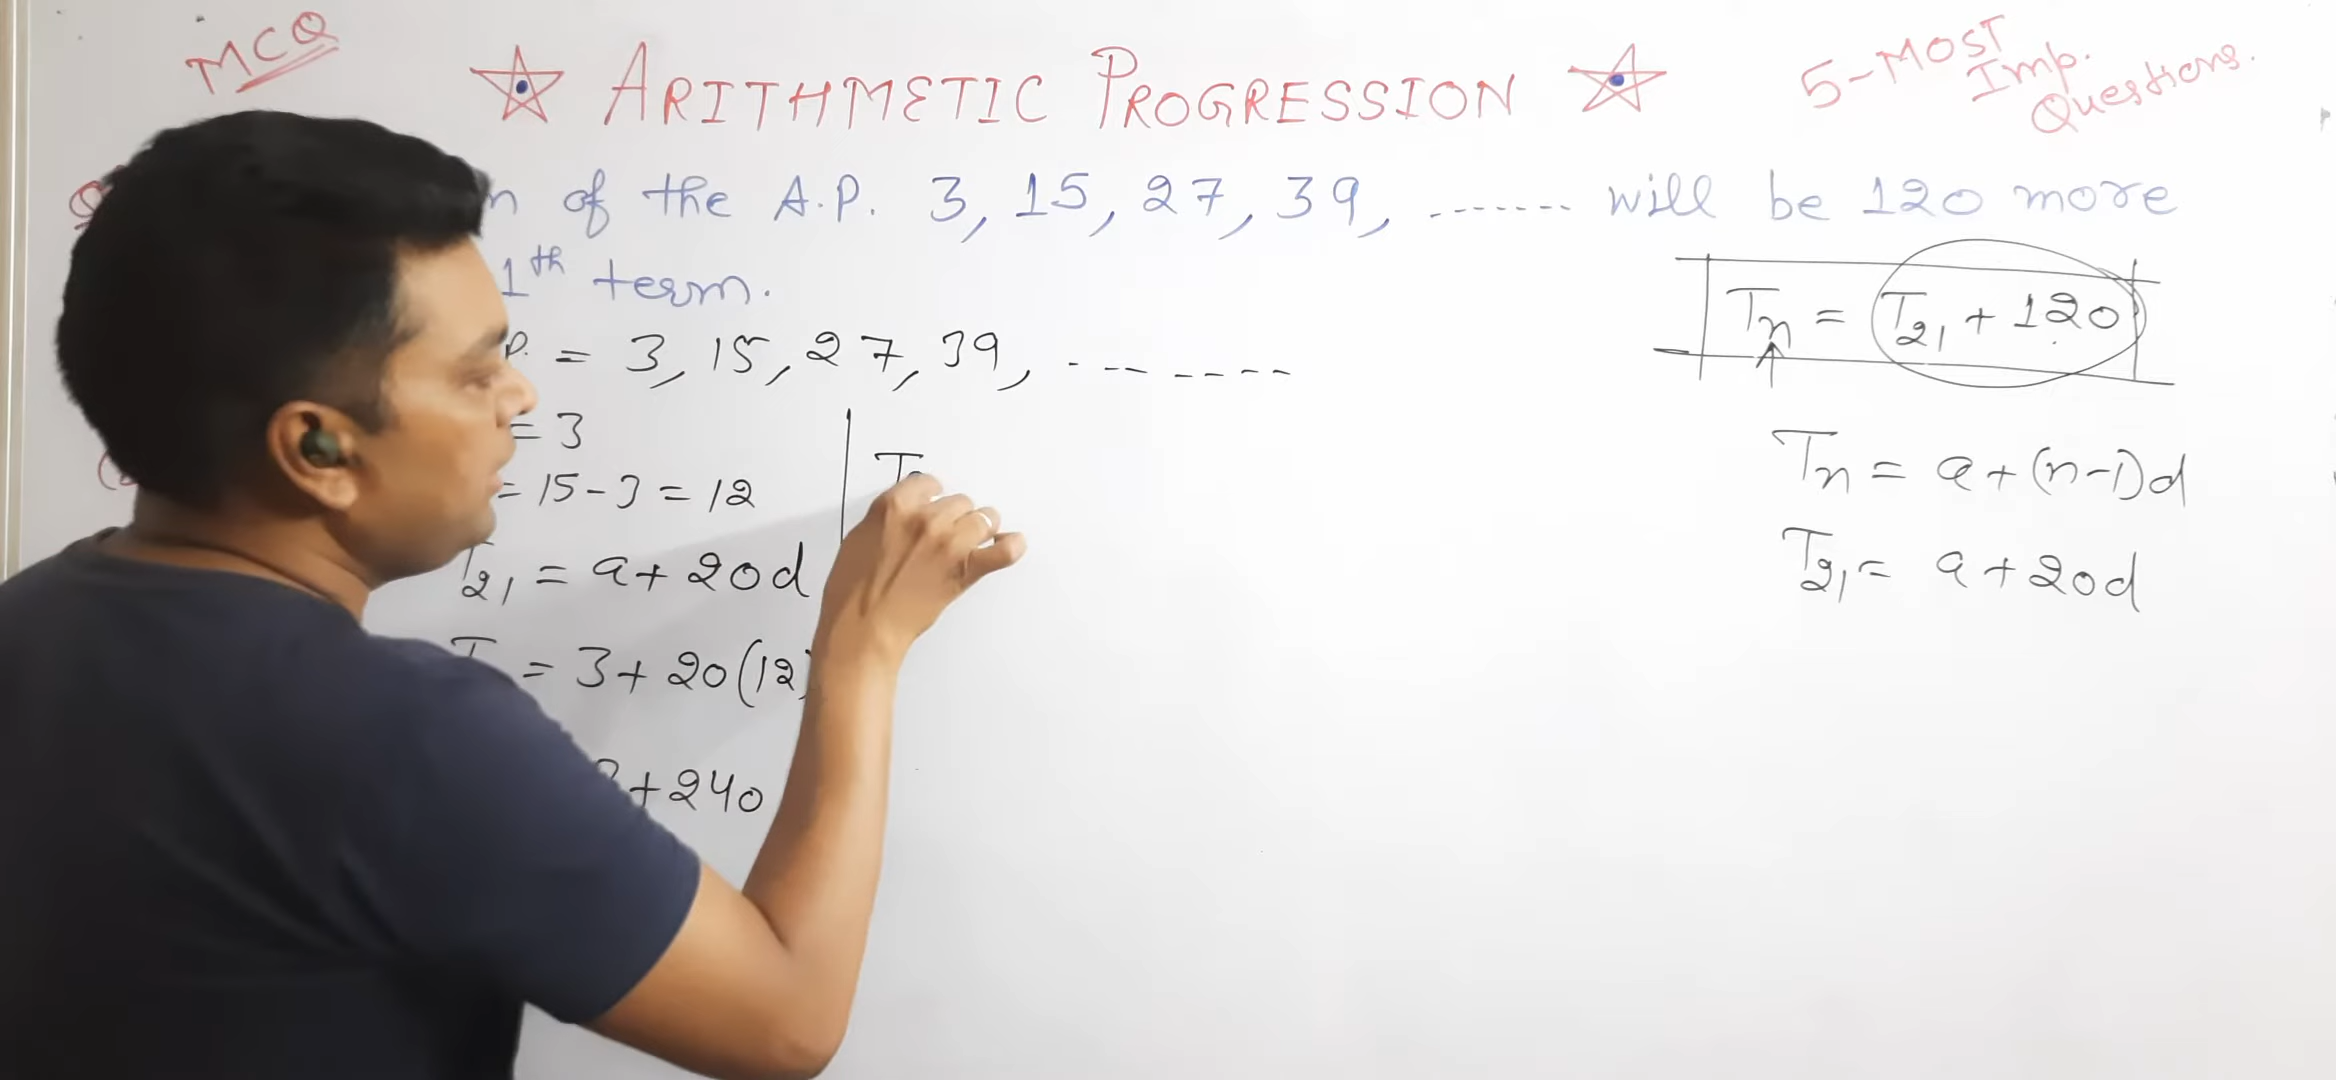 MCQ
☆ ARITHMETIC PROGRESSION ☆
5-MOST
Imp.
Questions.
of the A.P. 3, 15, 27, 39, ------- will be 120 more
1th term.
Tn = T21 + 120
= 3, 15, 27, 39, -------
= 3
= 15-3 = 12
T21 = a+20d
= 3+20(12)
+240
Tn = a+(n-1)d
T21 = a+20d